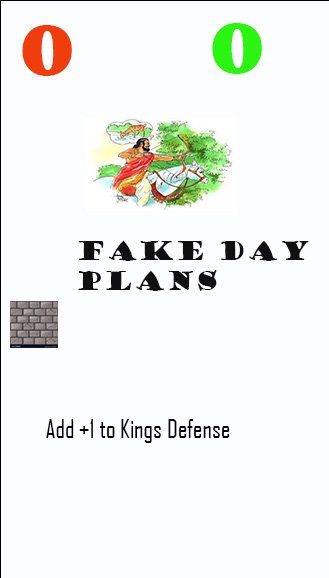 0 0
FAKE DAY
PLANS
Add +1 to Kings Defense